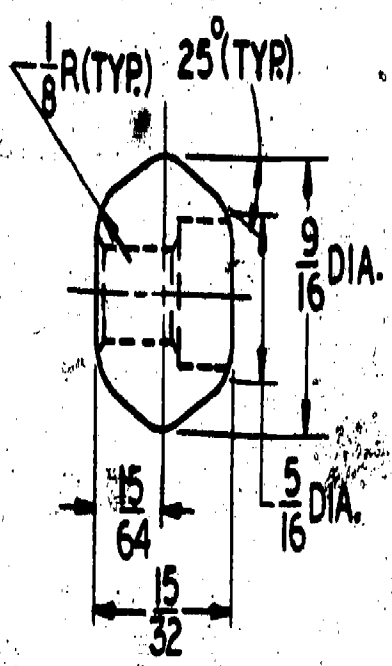 1/8 R (TYP.) 25° (TYP.)
9/16 DIA.
15/64
5/16 DIA.
15/32